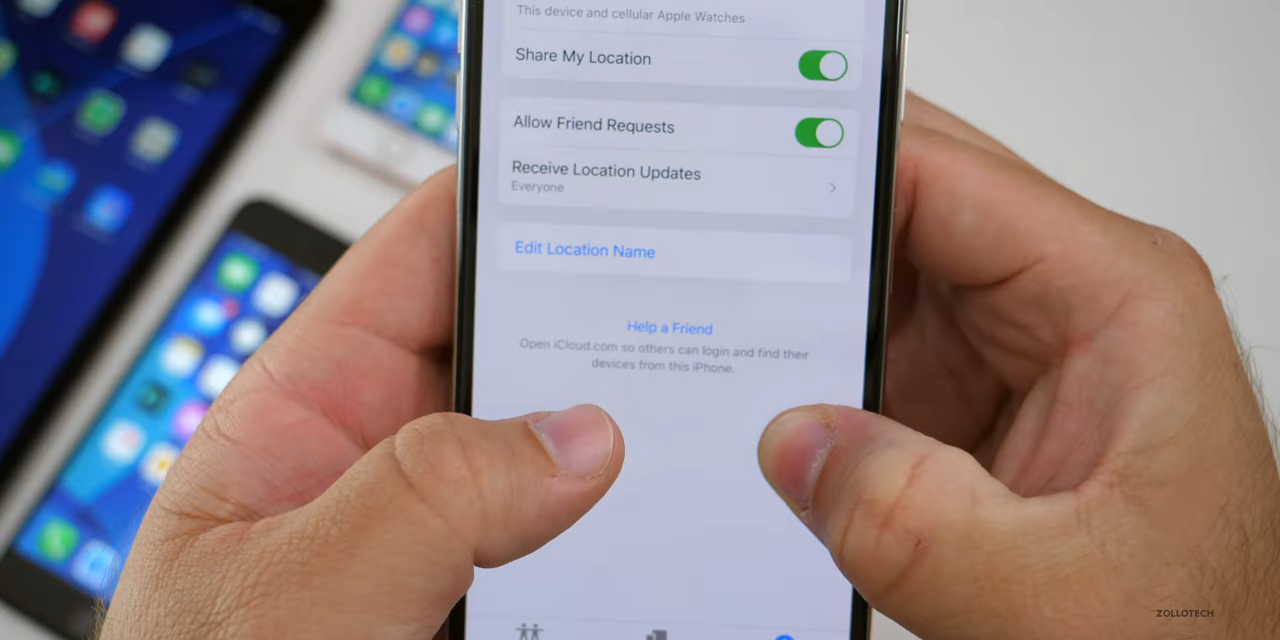 This device and cellular Apple Watches
Share My Location
Allow Friend Requests
Receive Location Updates
Everyone
Edit Location Name
Help a Friend
Open iCloud.com so others can login and find their
devices from this iPhone.
ZOLLOTECH